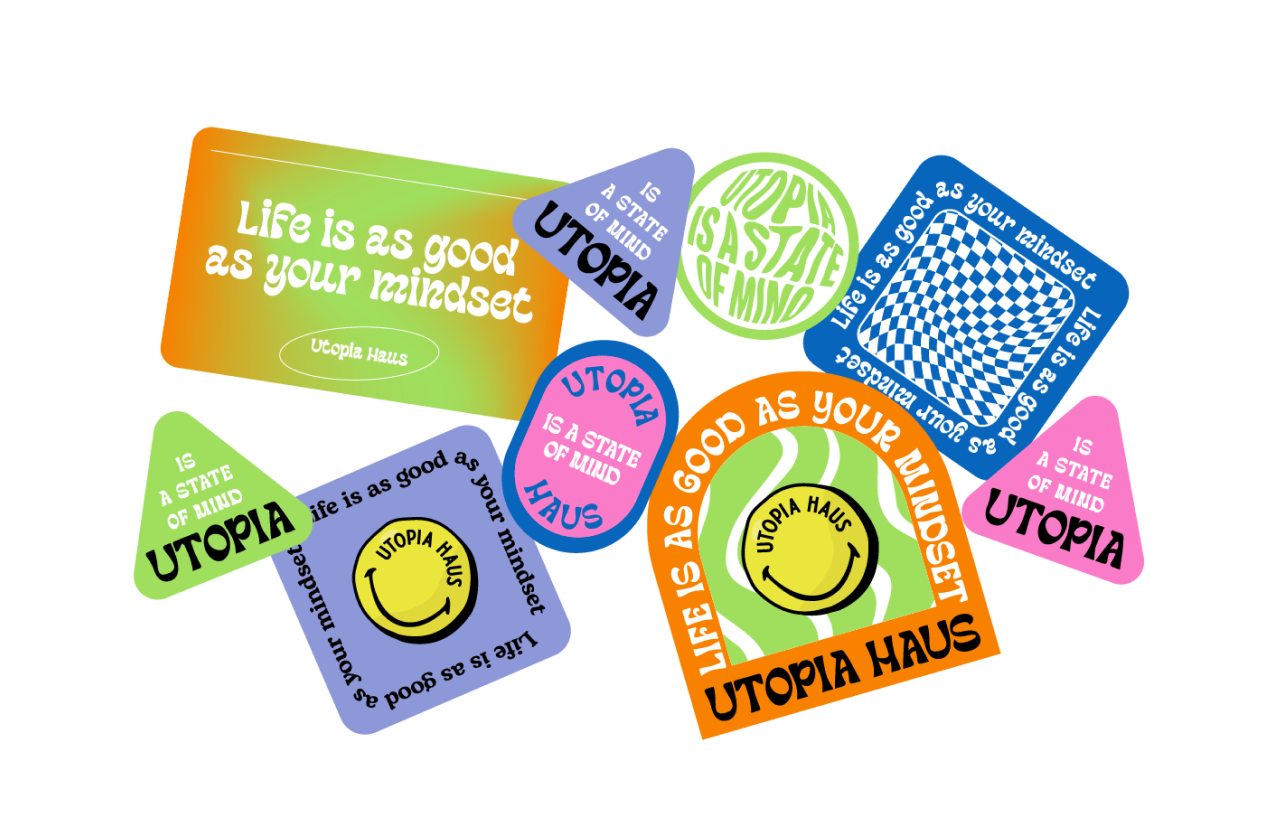 Life is as good
as your mindset
Utopia Haus
IS
A STATE
OF MIND
UTOPIA
UTOPIA
IS A STATE
OF MIND
Life is as good
as your mindset
Life is as good
as your mindset
UTOPIA
IS A STATE
OF MIND
HAUS
IS
A STATE
OF MIND
UTOPIA
Life is as good
as your mindset
Life is as good
as your mindset
UTOPIA HAUS
LIFE IS AS GOOD AS YOUR MINDSET
UTOPIA HAUS
UTOPIA HAUS
IS
A STATE
OF MIND
UTOPIA